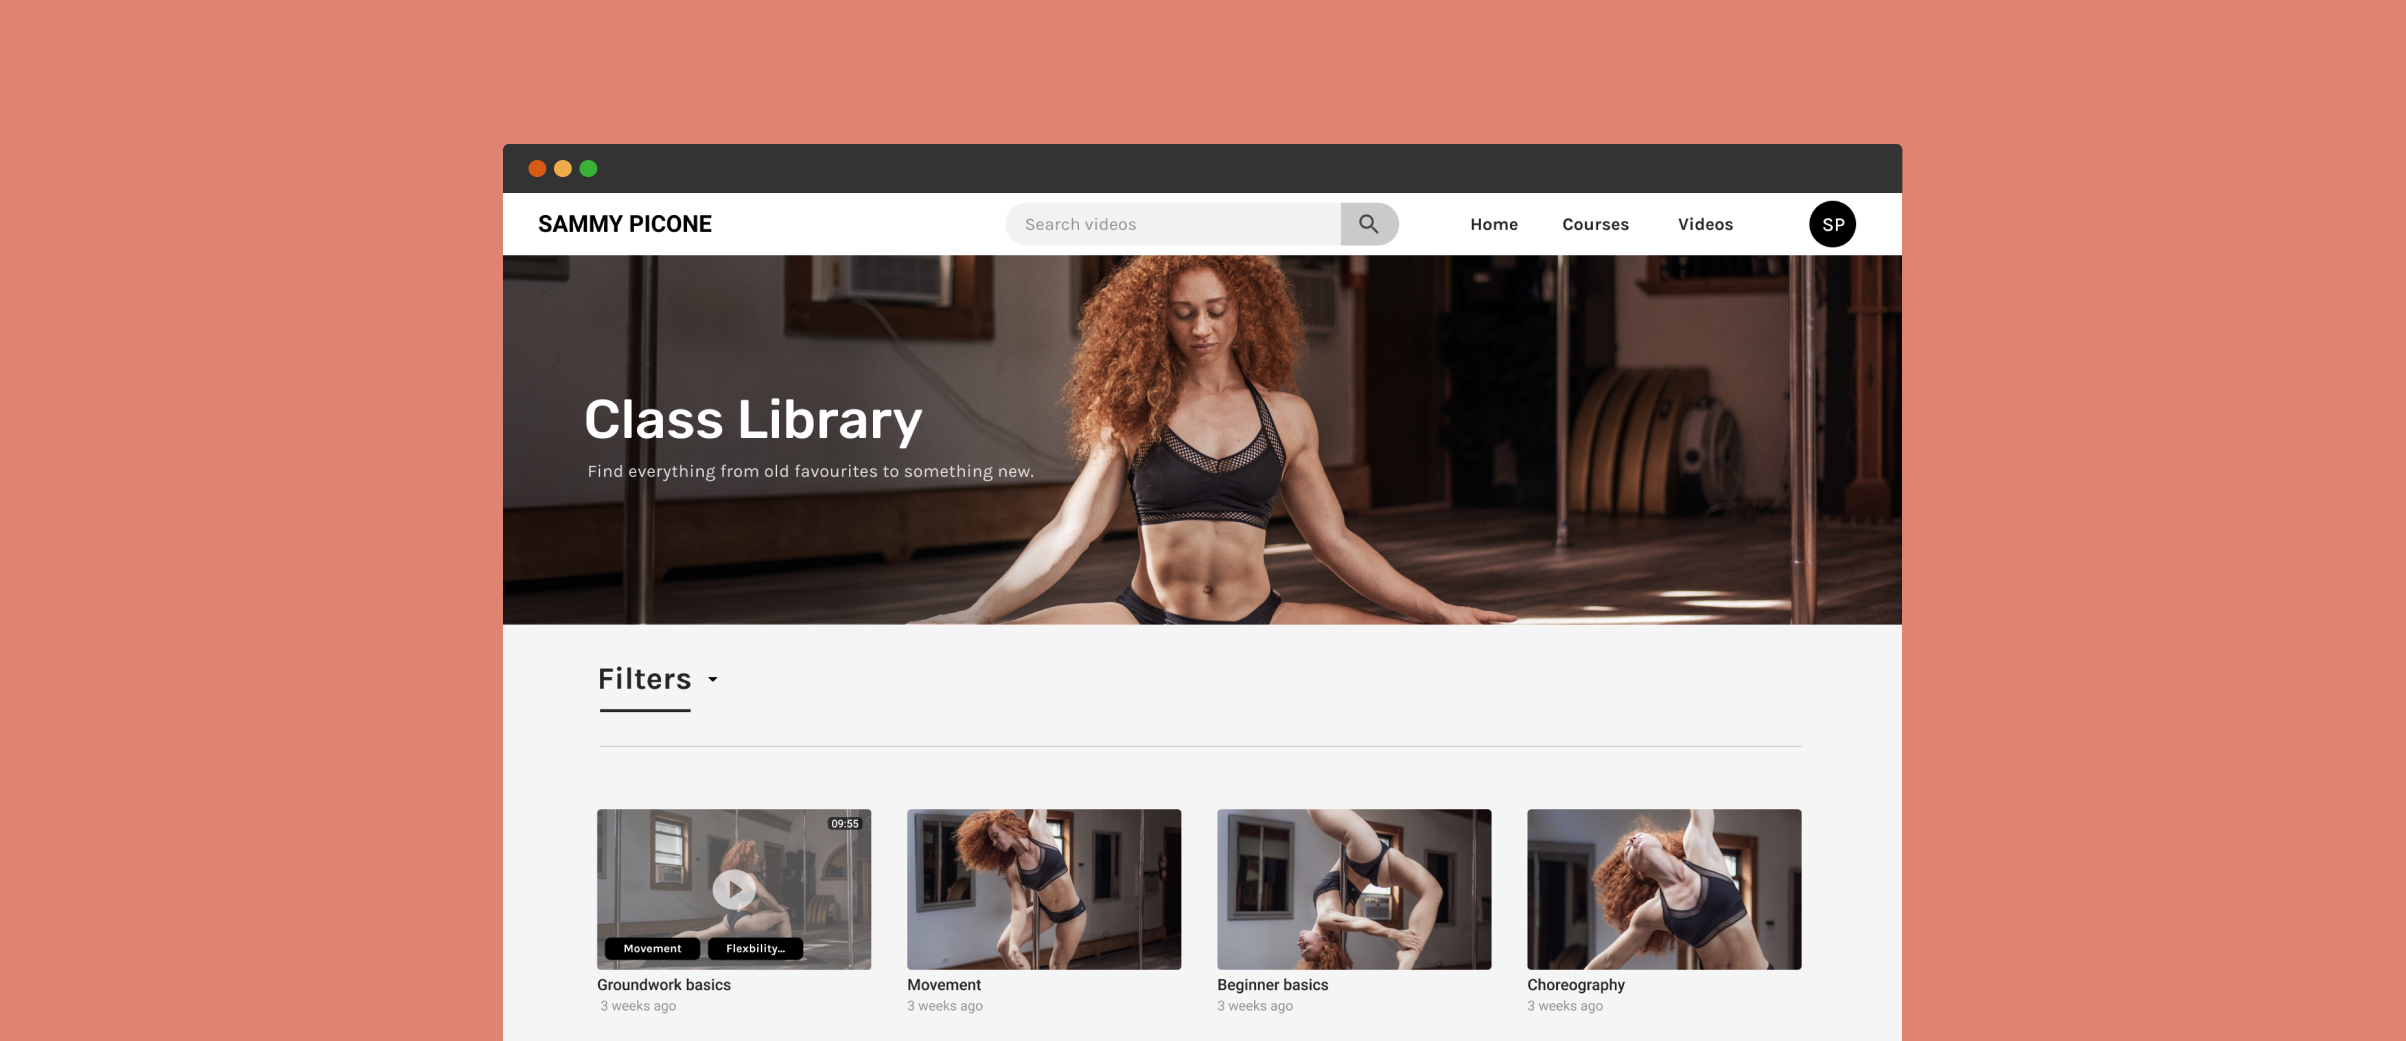 SAMMY PICONE
Search videos
Home
Courses
Videos
SP
Class Library
Find everything from old favourites to something new.
Filters
09:55
Movement
Flexbility...
Groundwork basics
3 weeks ago
Movement
3 weeks ago
Beginner basics
3 weeks ago
Choreography
3 weeks ago